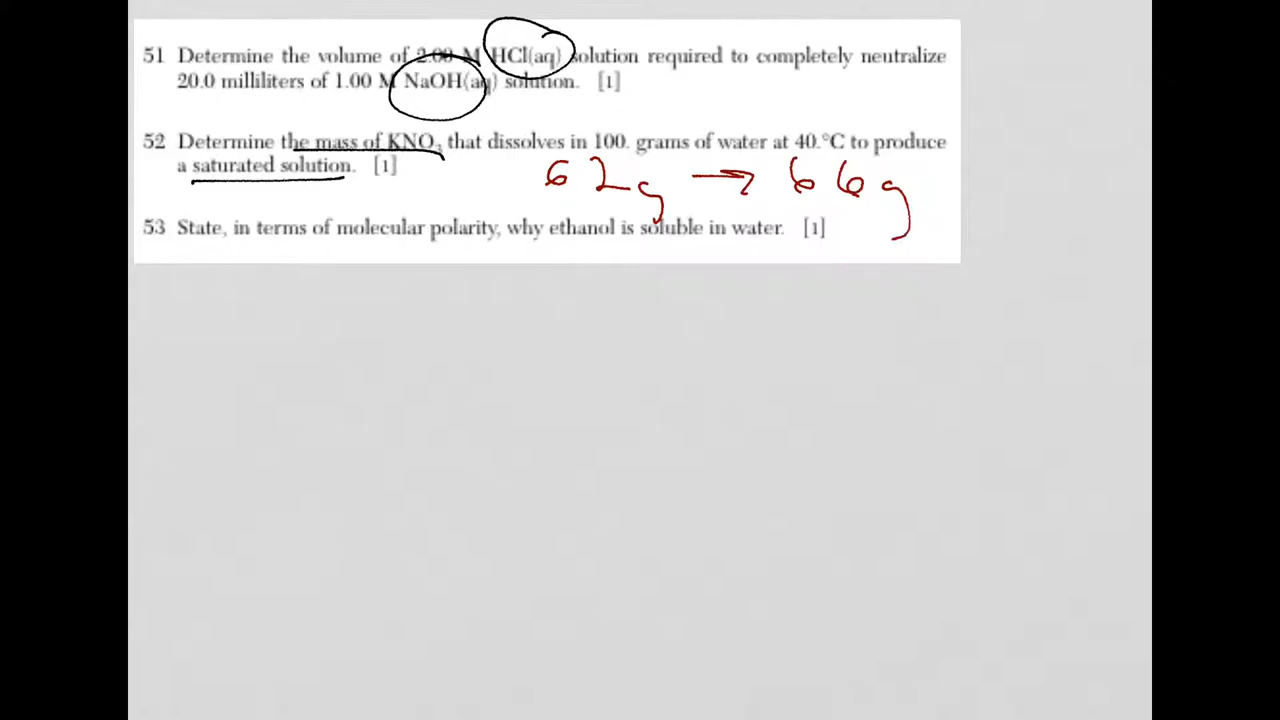 51 Determine the volume of 2.00 M HCl(aq) solution required to completely neutralize
20.0 milliliters of 1.00 M NaOH(aq) solution. [1]
52 Determine the mass of KNO₃ that dissolves in 100. grams of water at 40.°C to produce
a saturated solution. [1]
62g → 66g
53 State, in terms of molecular polarity, why ethanol is soluble in water. [1]